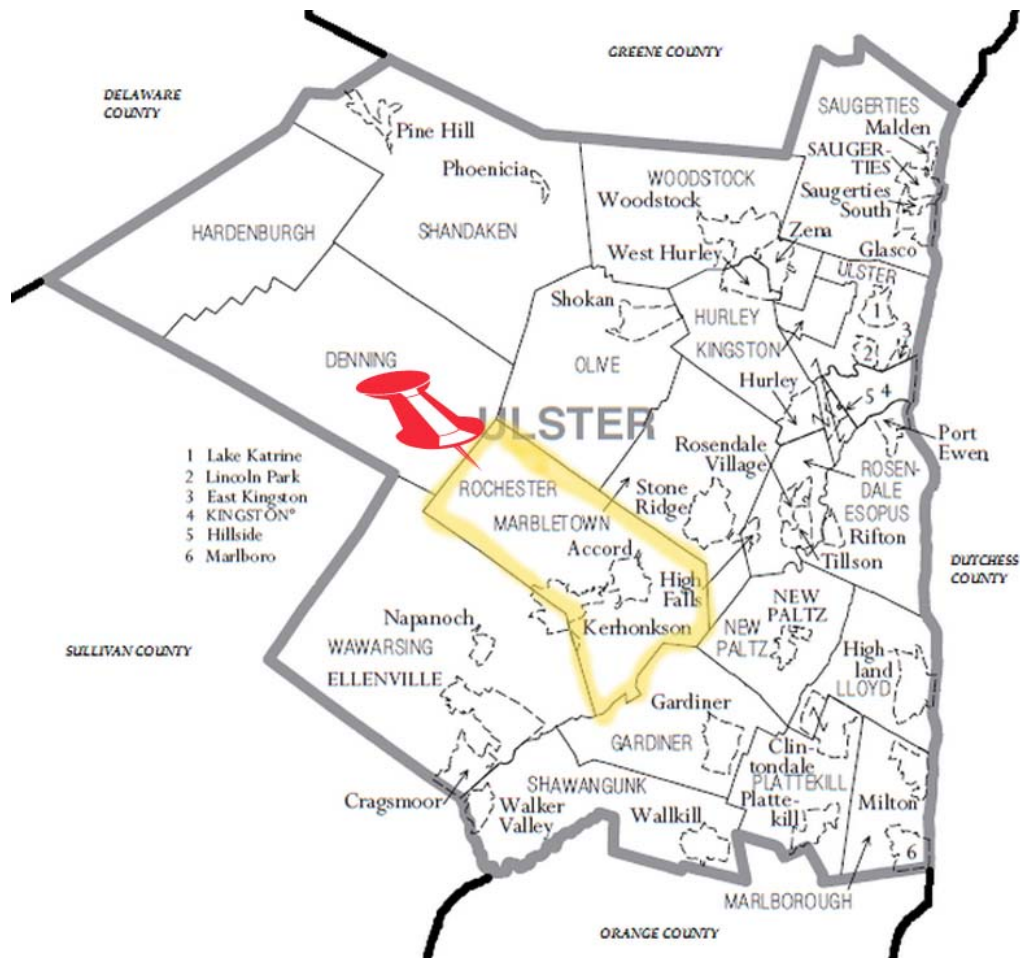 GREENE COUNTY
DELAWARE
COUNTY
SAUGERTIES
Malden
SAUGER-
TIES
Saugerties
South
Glasco
Pine Hill
Phoenicia
WOODSTOCK
Woodstock
Zena
West Hurley
HARDENBURGH
SHANDAKEN
ULSTER
Shokan
HURLEY
KINGSTON
1
2
3
4
5
DENNING
OLIVE
Hurley
ULSTER
Port
Ewen
Rosendale
Village
ROSEN-
DALE
ESOPUS
Rifton
Tillson
1 Lake Katrine
2 Lincoln Park
3 East Kingston
4 KINGSTON°
5 Hillside
6 Marlboro
ROCHESTER
MARBLETOWN
Stone
Ridge
Accord
High
Falls
Kerhonkson
DUTCHESS
COUNTY
NEW
PALTZ
NEW
PALTZ
Napanoch
WAWARSING
ELLENVILLE
SULLIVAN COUNTY
High
land
LLOYD
Gardiner
GARDINER
Clin-
tondale
PLATTEKILL
Platte-
kill
Milton
SHAWANGUNK
Cragsmoor
Walker
Valley
Wallkill
6
MARLBOROUGH
ORANGE COUNTY